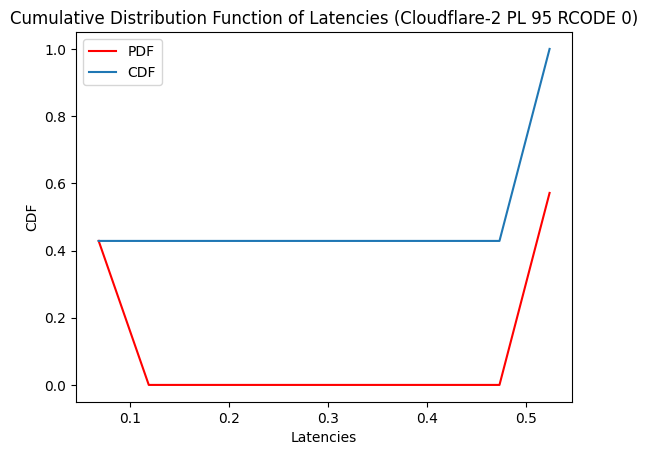 Cumulative Distribution Function of Latencies (Cloudflare-2 PL 95 RCODE 0)
PDF
CDF
1.0
0.8
0.6
0.4
0.2
0.0
CDF
0.1
0.2
0.3
0.4
0.5
Latencies